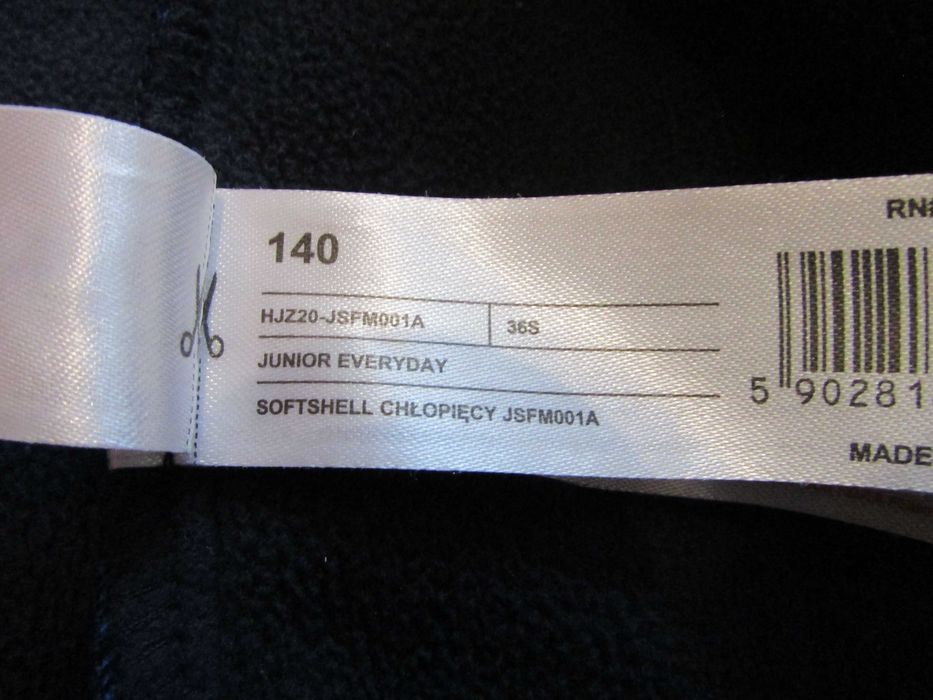 140
HJZ20-JSFM001A 36S
JUNIOR EVERYDAY
SOFTSHELL CHŁOPIĘCY JSFM001A
RN#
5 90281
MADE